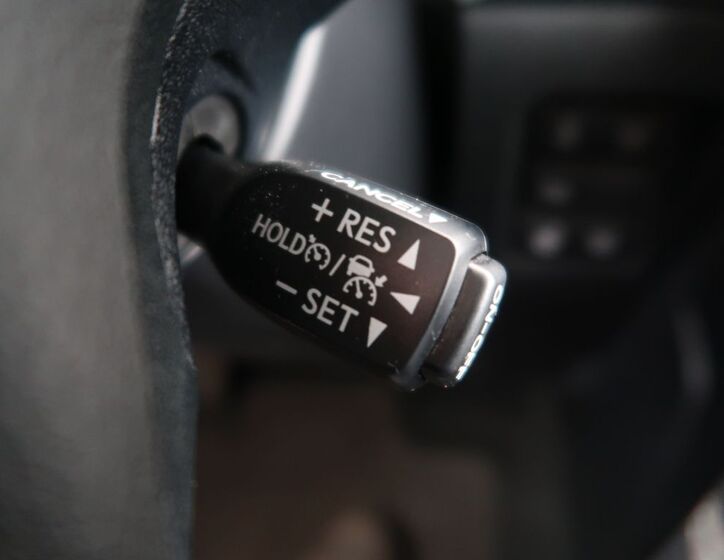 CANCEL
+ RES
HOLD /
- SET
ON-OFF